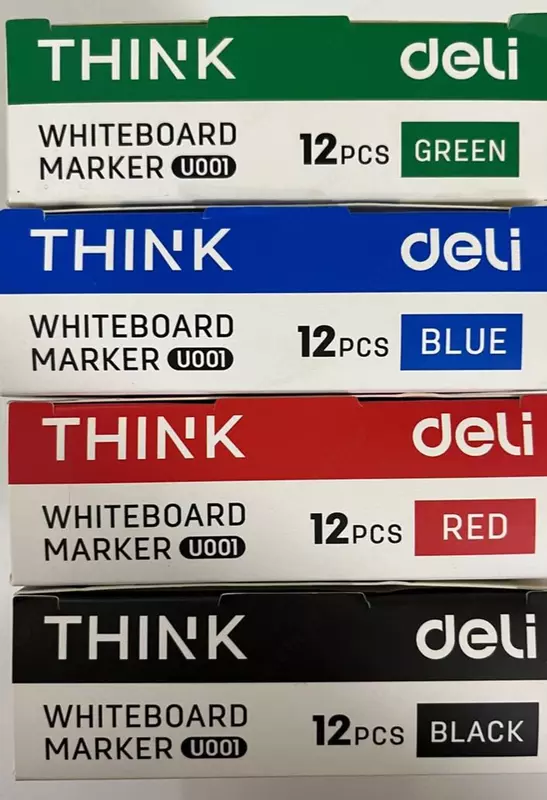 THINK deli
WHITEBOARD
MARKER U001 12PCS GREEN
THINK deli
WHITEBOARD
MARKER U001 12PCS BLUE
THINK deli
WHITEBOARD
MARKER U001 12PCS RED
THINK deli
WHITEBOARD
MARKER U001 12PCS BLACK